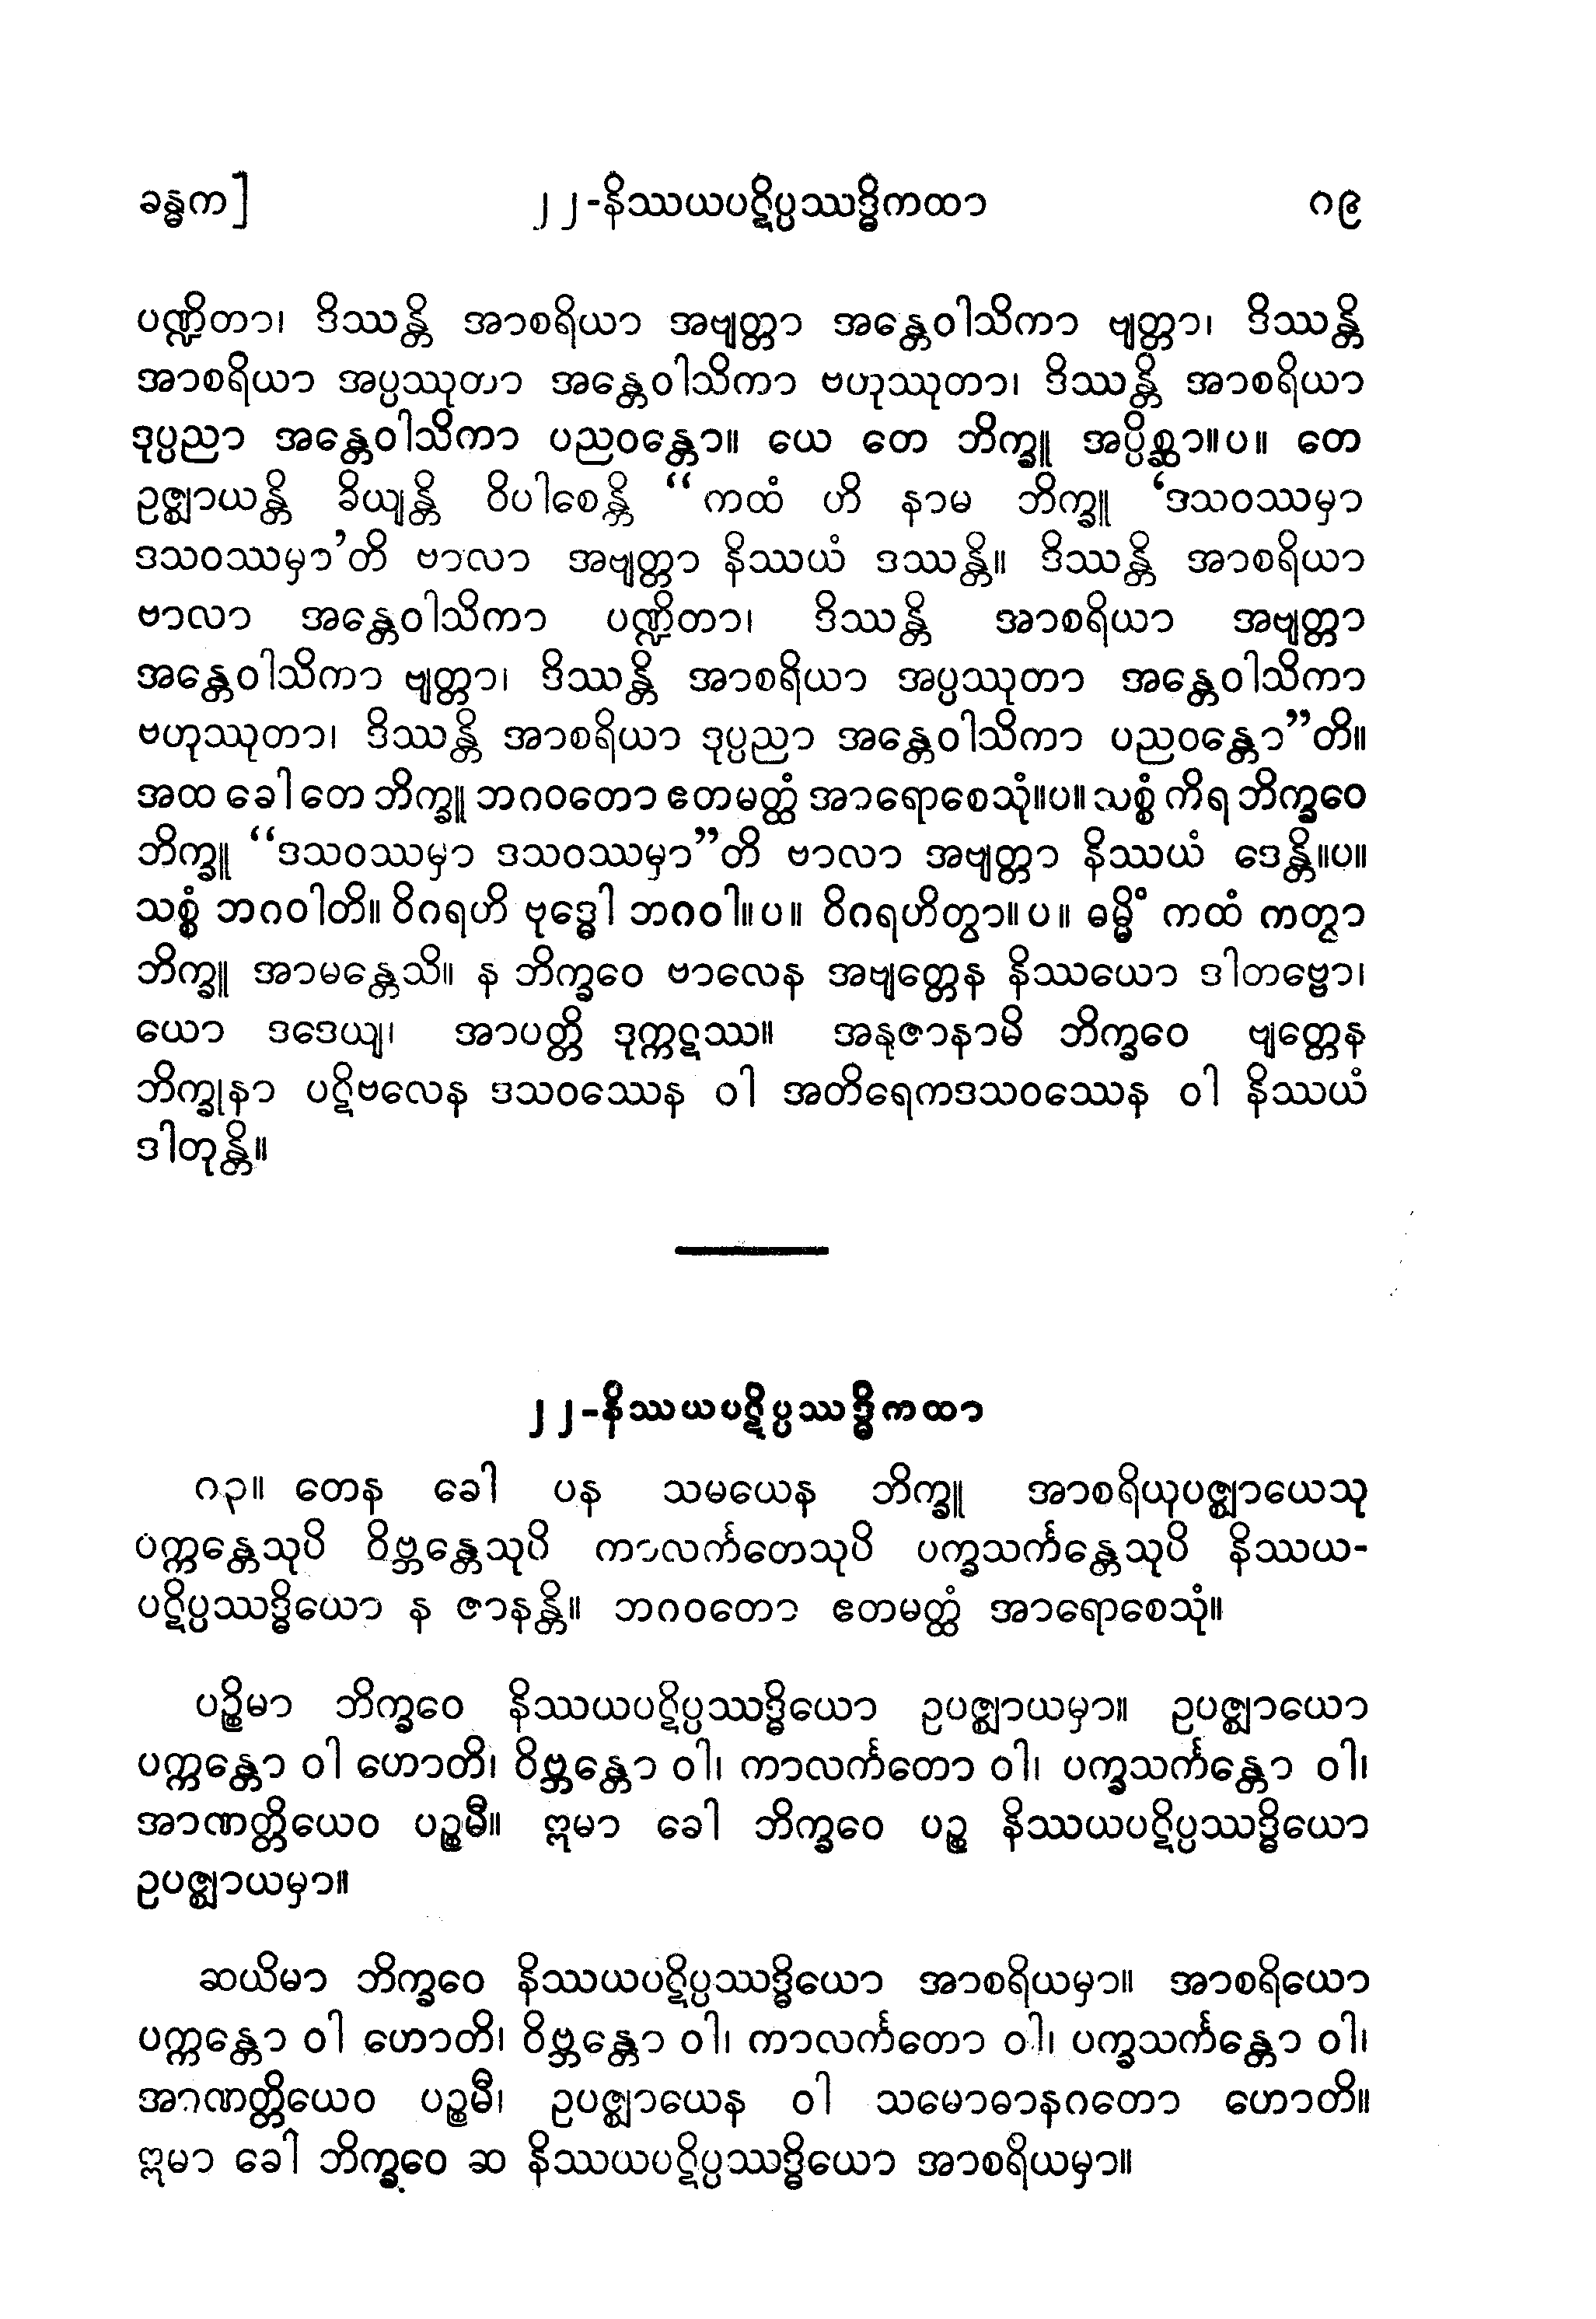 ခန္ဓက]
၂၂-နိဿယပဋိပ္ပဿဒ္ဓိကထာ
၈၉
ပဏ္ဍိတာ၊ ဒိဿန္တိ အာစရိယာ အဗျတ္တာ အန္တေဝါသိကာ ဗျတ္တာ၊ ဒိဿန္တိ
အာစရိယာ အပ္ပဿုတာ အန္တေဝါသိကာ ဗဟုဿုတာ၊ ဒိဿန္တိ အာစရိယာ
ဒုပ္ပညာ အန္တေဝါသိကာ ပညဝန္တော။ ယေ တေ ဘိက္ခူ အပ္ပိစ္ဆာ။ပ။ တေ
ဥဇ္ဈာယန္တိ ခိယျန္တိ ဝိပါစေန္တိ “ကထံ ဟိ နာမ ဘိက္ခူ ‘ဒသဝဿမှာ
ဒသဝဿမှာ’တိ ဗာလာ အဗျတ္တာ နိဿယံ ဒဿန္တိ။ ဒိဿန္တိ အာစရိယာ
ဗာလာ အန္တေဝါသိကာ ပဏ္ဍိတာ၊ ဒိဿန္တိ အာစရိယာ အဗျတ္တာ
အန္တေဝါသိကာ ဗျတ္တာ၊ ဒိဿန္တိ အာစရိယာ အပ္ပဿုတာ အန္တေဝါသိကာ
ဗဟုဿုတာ၊ ဒိဿန္တိ အာစရိယာ ဒုပ္ပညာ အန္တေဝါသိကာ ပညဝန္တော”တိ။
အထ ခေါ တေ ဘိက္ခူ ဘဂဝတော ဧတမတ္ထံ အာရောစေသုံ။ပ။ သစ္စံ ကိရ ဘိက္ခဝေ
ဘိက္ခူ “ဒသဝဿမှာ ဒသဝဿမှာ”တိ ဗာလာ အဗျတ္တာ နိဿယံ ဒေန္တိ။ပ။
သစ္စံ ဘဂဝါတိ။ ဝိဂရဟိ ဗုဒ္ဓေါ ဘဂဝါ။ပ။ ဝိဂရဟိတွာ။ပ။ ဓမ္မိံ ကထံ ကတွာ
ဘိက္ခူ အာမန္တေသိ။ န ဘိက္ခဝေ ဗာလေန အဗျတ္တေန နိဿယော ဒါတဗ္ဗော၊
ယော ဒဒေယျ၊ အာပတ္တိ ဒုက္ကဋဿ။ အနုဇာနာမိ ဘိက္ခဝေ ဗျတ္တေန
ဘိက္ခုနာ ပဋိဗလေန ဒသဝဿေန ဝါ အတိရေကဒသဝဿေန ဝါ နိဿယံ
ဒါတုန္တိ။
၂၂-နိဿယပဋိပ္ပဿဒ္ဓိကထာ
၈၃။ တေန ခေါ ပန သမယေန ဘိက္ခူ အာစရိယုပဇ္ဈာယေသု
ပက္ကန္တေသုပိ ဝိဗ္ဘန္တေသုပိ ကာလင်္ကတေသုပိ ပက္ခသင်္ကန္တေသုပိ နိဿယ-
ပဋိပ္ပဿဒ္ဓိယော န ဇာနန္တိ။ ဘဂဝတော ဧတမတ္ထံ အာရောစေသုံ။
ပဉ္စိမာ ဘိက္ခဝေ နိဿယပဋိပ္ပဿဒ္ဓိယော ဥပဇ္ဈာယမှာ။ ဥပဇ္ဈာယော
ပက္ကန္တော ဝါ ဟောတိ၊ ဝိဗ္ဘန္တော ဝါ၊ ကာလင်္ကတော ဝါ၊ ပက္ခသင်္ကန္တော ဝါ၊
အာဏတ္တိယေဝ ပဉ္စမီ။ ဣမာ ခေါ ဘိက္ခဝေ ပဉ္စ နိဿယပဋိပ္ပဿဒ္ဓိယော
ဥပဇ္ဈာယမှာ။
ဆယိမာ ဘိက္ခဝေ နိဿယပဋိပ္ပဿဒ္ဓိယော အာစရိယမှာ။ အာစရိယော
ပက္ကန္တော ဝါ ဟောတိ၊ ဝိဗ္ဘန္တော ဝါ၊ ကာလင်္ကတော ဝါ၊ ပက္ခသင်္ကန္တော ဝါ၊
အာဏတ္တိယေဝ ပဉ္စမီ၊ ဥပဇ္ဈာယေန ဝါ သမောဓာနဂတော ဟောတိ။
ဣမာ ခေါ ဘိက္ခဝေ ဆ နိဿယပဋိပ္ပဿဒ္ဓိယော အာစရိယမှာ။